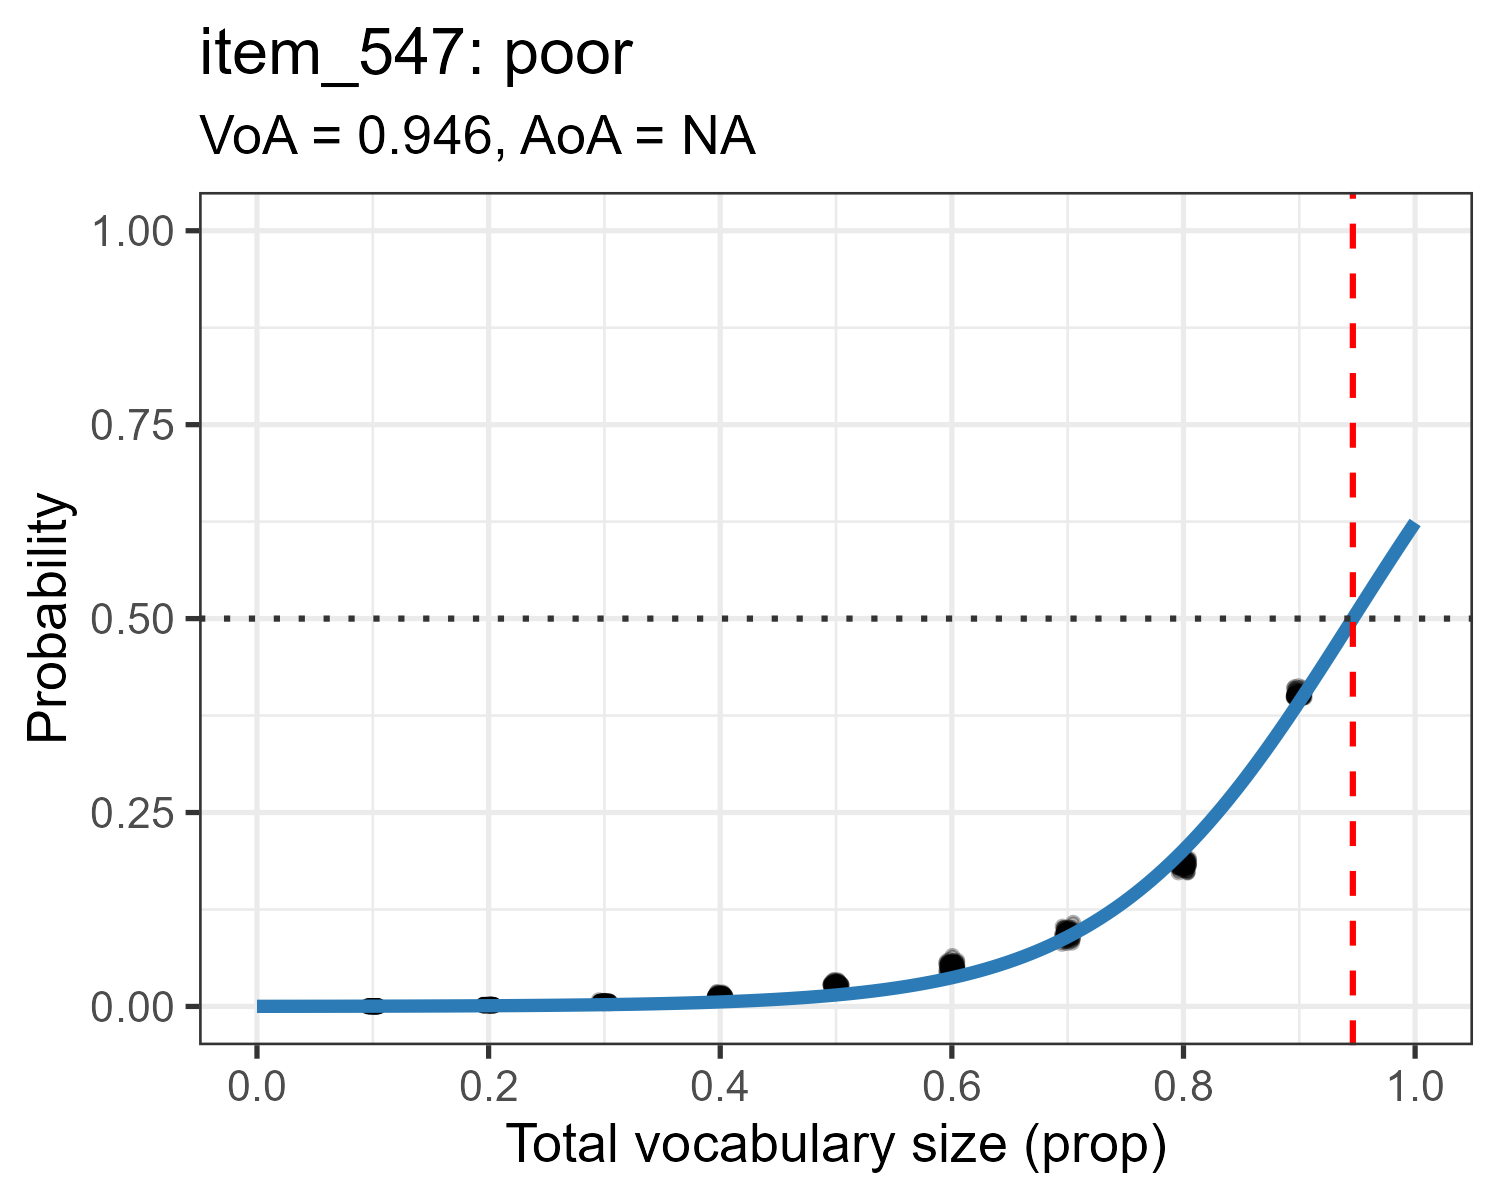 item_547: poor
VoA = 0.946, AoA = NA
1.00
0.75
0.50
0.25
0.00
Probability
0.0 0.2 0.4 0.6 0.8 1.0
Total vocabulary size (prop)